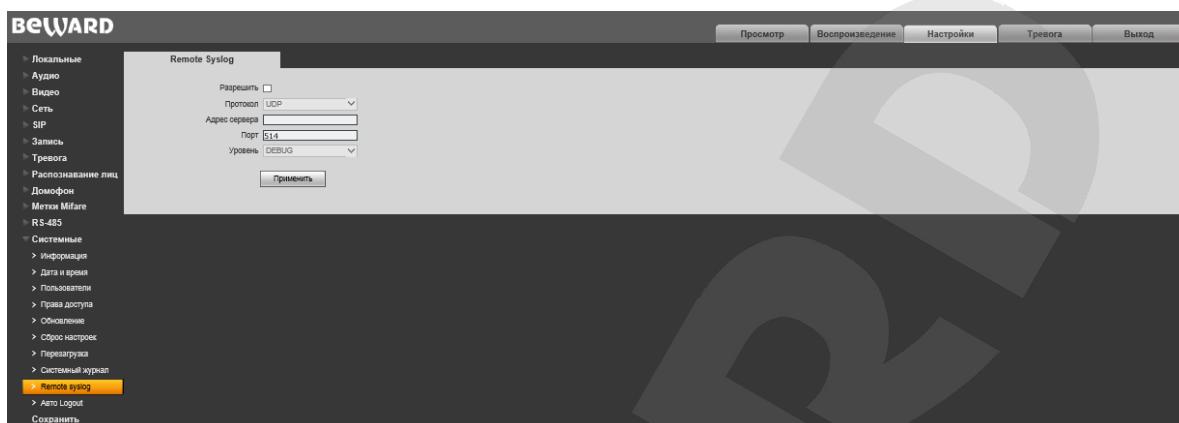 BEWARD
Просмотр
Воспроизведение
Настройки
Тревога
Выход
Локальные
Аудио
Видео
Сеть
SIP
Запись
Тревога
Распознавание лиц
Домофон
Метки Mifare
RS-485
Системные
Информация
Дата и время
Пользователи
Права доступа
Обновление
Сброс настроек
Перезагрузка
Системный журнал
Remote syslog
Авто Logout
Сохранить
Remote Syslog
Разрешить
Протокол UDP
Адрес сервера
Порт 514
Уровень DEBUG
Применить
RD